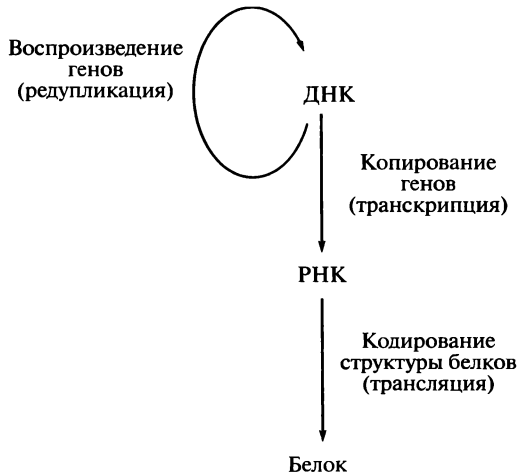 Воспроизведение
генов
(редупликация)
ДНК
Копирование
генов
(транскрипция)
РНК
Кодирование
структуры белков
(трансляция)
Белок